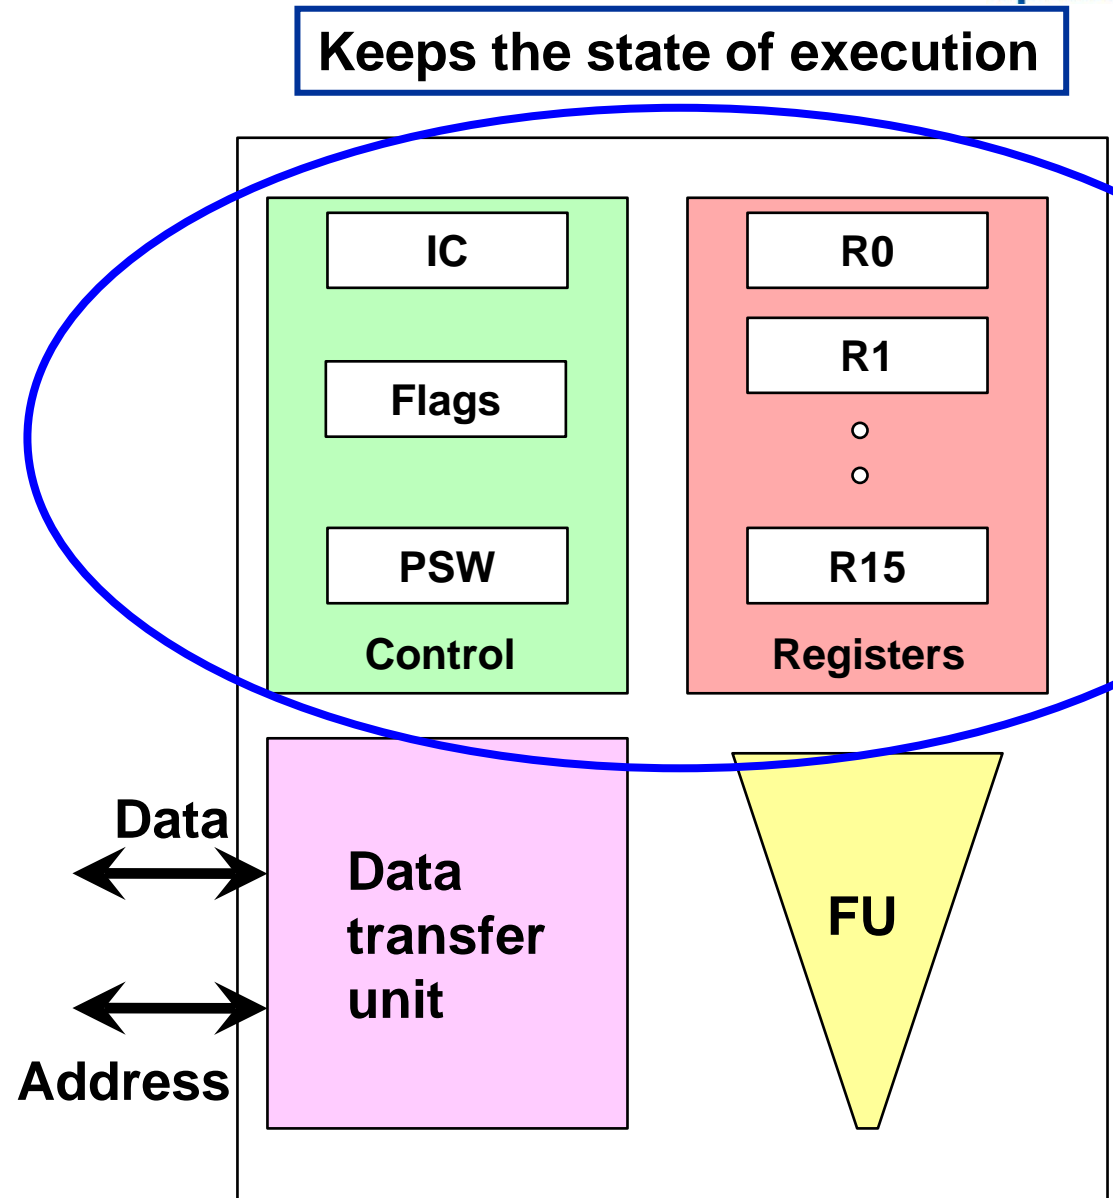 Keeps the state of execution
IC
Flags
PSW
Control
R0
R1
R15
Registers
Data
Address
Data
transfer
unit
FU